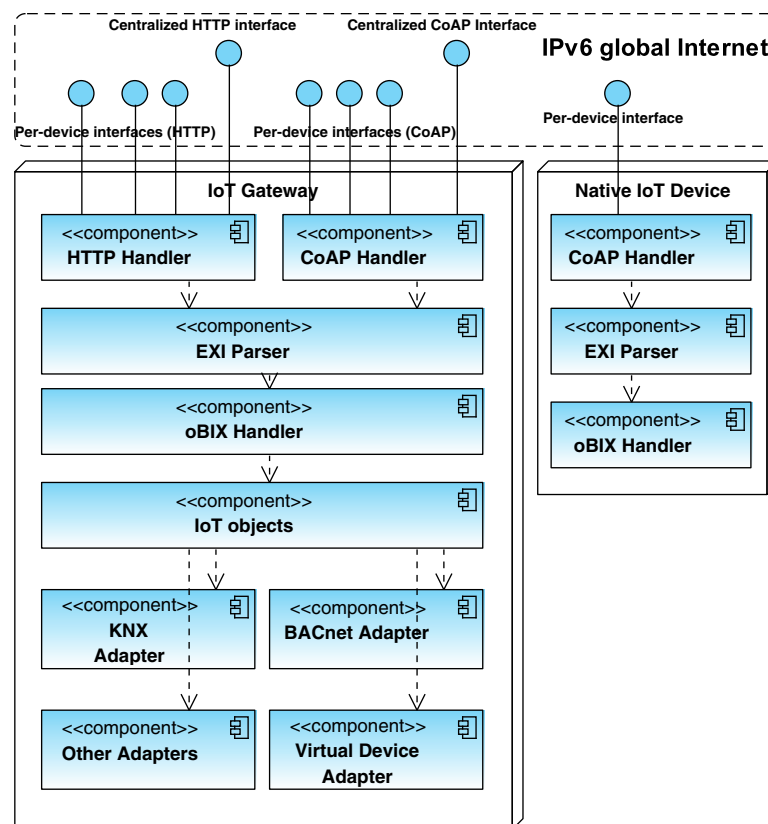 Centralized HTTP interface
Centralized CoAP Interface
IPv6 global Internet
Per-device interfaces (HTTP)
Per-device interfaces (CoAP)
Per-device interface
IoT Gateway
<<component>>
HTTP Handler
<<component>>
CoAP Handler
<<component>>
EXI Parser
<<component>>
oBIX Handler
<<component>>
IoT objects
<<component>>
KNX
Adapter
<<component>>
BACnet Adapter
<<component>>
Other Adapters
<<component>>
Virtual Device
Adapter
Native IoT Device
<<component>>
CoAP Handler
<<component>>
EXI Parser
<<component>>
oBIX Handler